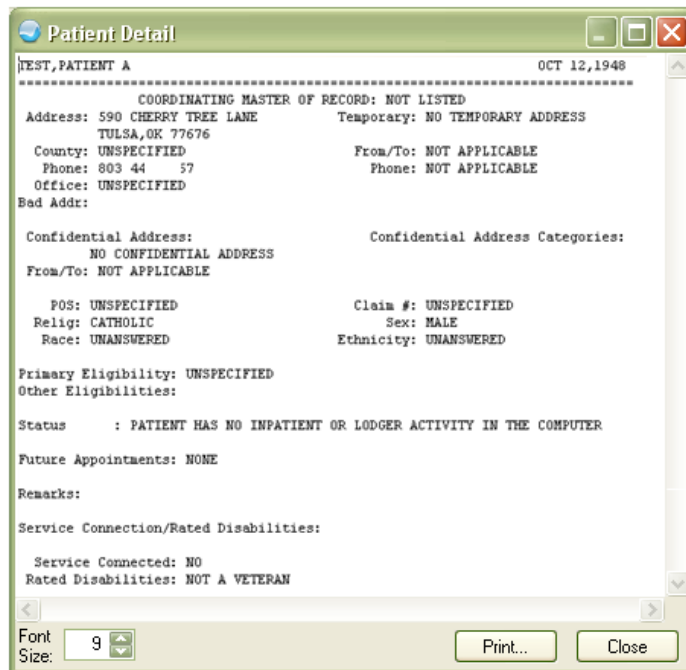 Patient Detail
TEST,PATIENT A OCT 12,1948
==============================================================================
COORDINATING MASTER OF RECORD: NOT LISTED
Address: 590 CHERRY TREE LANE Temporary: NO TEMPORARY ADDRESS
TULSA,OK 77676
County: UNSPECIFIED From/To: NOT APPLICABLE
Phone: 803 44 57 Phone: NOT APPLICABLE
Office: UNSPECIFIED
Bad Addr:
Confidential Address: Confidential Address Categories:
NO CONFIDENTIAL ADDRESS
From/To: NOT APPLICABLE
POS: UNSPECIFIED Claim #: UNSPECIFIED
Relig: CATHOLIC Sex: MALE
Race: UNANSWERED Ethnicity: UNANSWERED
Primary Eligibility: UNSPECIFIED
Other Eligibilities:
Status : PATIENT HAS NO INPATIENT OR LODGER ACTIVITY IN THE COMPUTER
Future Appointments: NONE
Remarks:
Service Connection/Rated Disabilities:
Service Connected: NO
Rated Disabilities: NOT A VETERAN
Font Size: 9 Print... Close